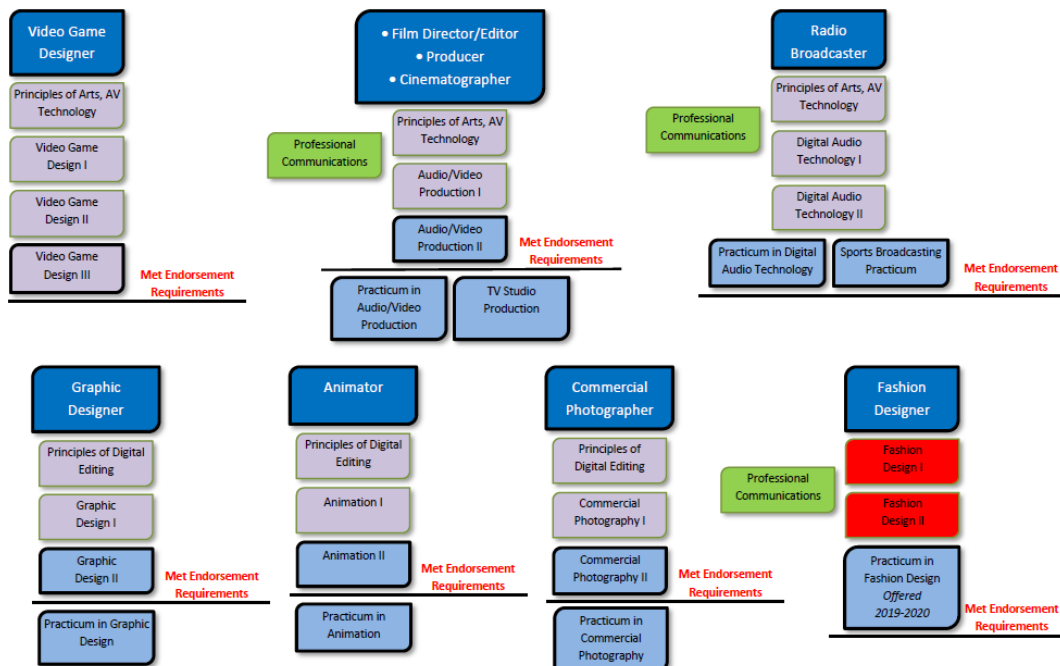 Video Game
Designer
Principles of Arts, AV
Technology
Video Game
Design I
Video Game
Design II
Video Game
Design III
Met Endorsement
Requirements
• Film Director/Editor
• Producer
• Cinematographer
Professional
Communications
Principles of Arts, AV
Technology
Audio/Video
Production I
Audio/Video
Production II
Met Endorsement
Requirements
Practicum in
Audio/Video
Production
TV Studio
Production
Radio
Broadcaster
Professional
Communications
Principles of Arts, AV
Technology
Digital Audio
Technology I
Digital Audio
Technology II
Practicum in Digital
Audio Technology
Sports Broadcasting
Practicum
Met Endorsement
Requirements
Graphic
Designer
Principles of Digital
Editing
Graphic
Design I
Graphic
Design II
Met Endorsement
Requirements
Practicum in Graphic
Design
Animator
Principles of Digital
Editing
Animation I
Animation II
Met Endorsement
Requirements
Practicum in
Animation
Commercial
Photographer
Principles of
Digital Editing
Commercial
Photography I
Commercial
Photography II
Met Endorsement
Requirements
Practicum in
Commercial
Photography
Fashion
Designer
Professional
Communications
Fashion
Design I
Fashion
Design II
Practicum in
Fashion Design
Offered
2019-2020
Met Endorsement
Requirements